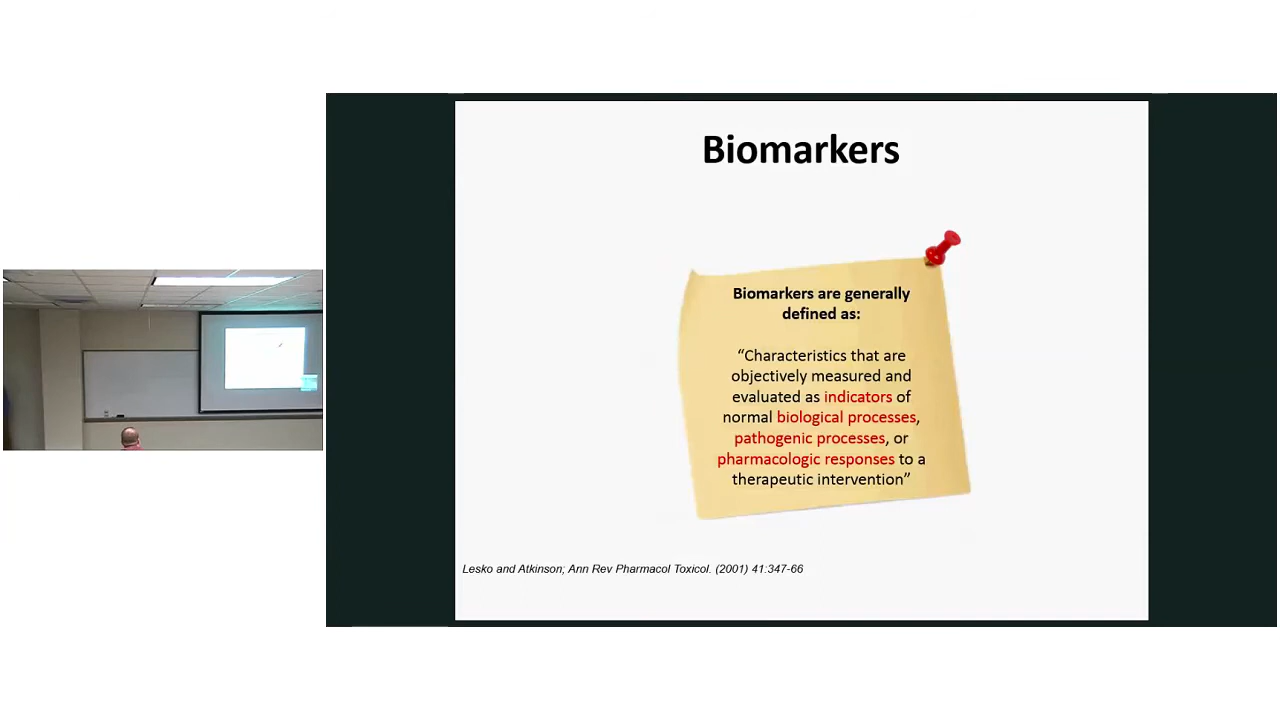 Biomarkers
Biomarkers are generally
defined as:
“Characteristics that are
objectively measured and
evaluated as indicators of
normal biological processes,
pathogenic processes, or
pharmacologic responses to a
therapeutic intervention”
Lesko and Atkinson; Ann Rev Pharmacol Toxicol. (2001) 41:347-66